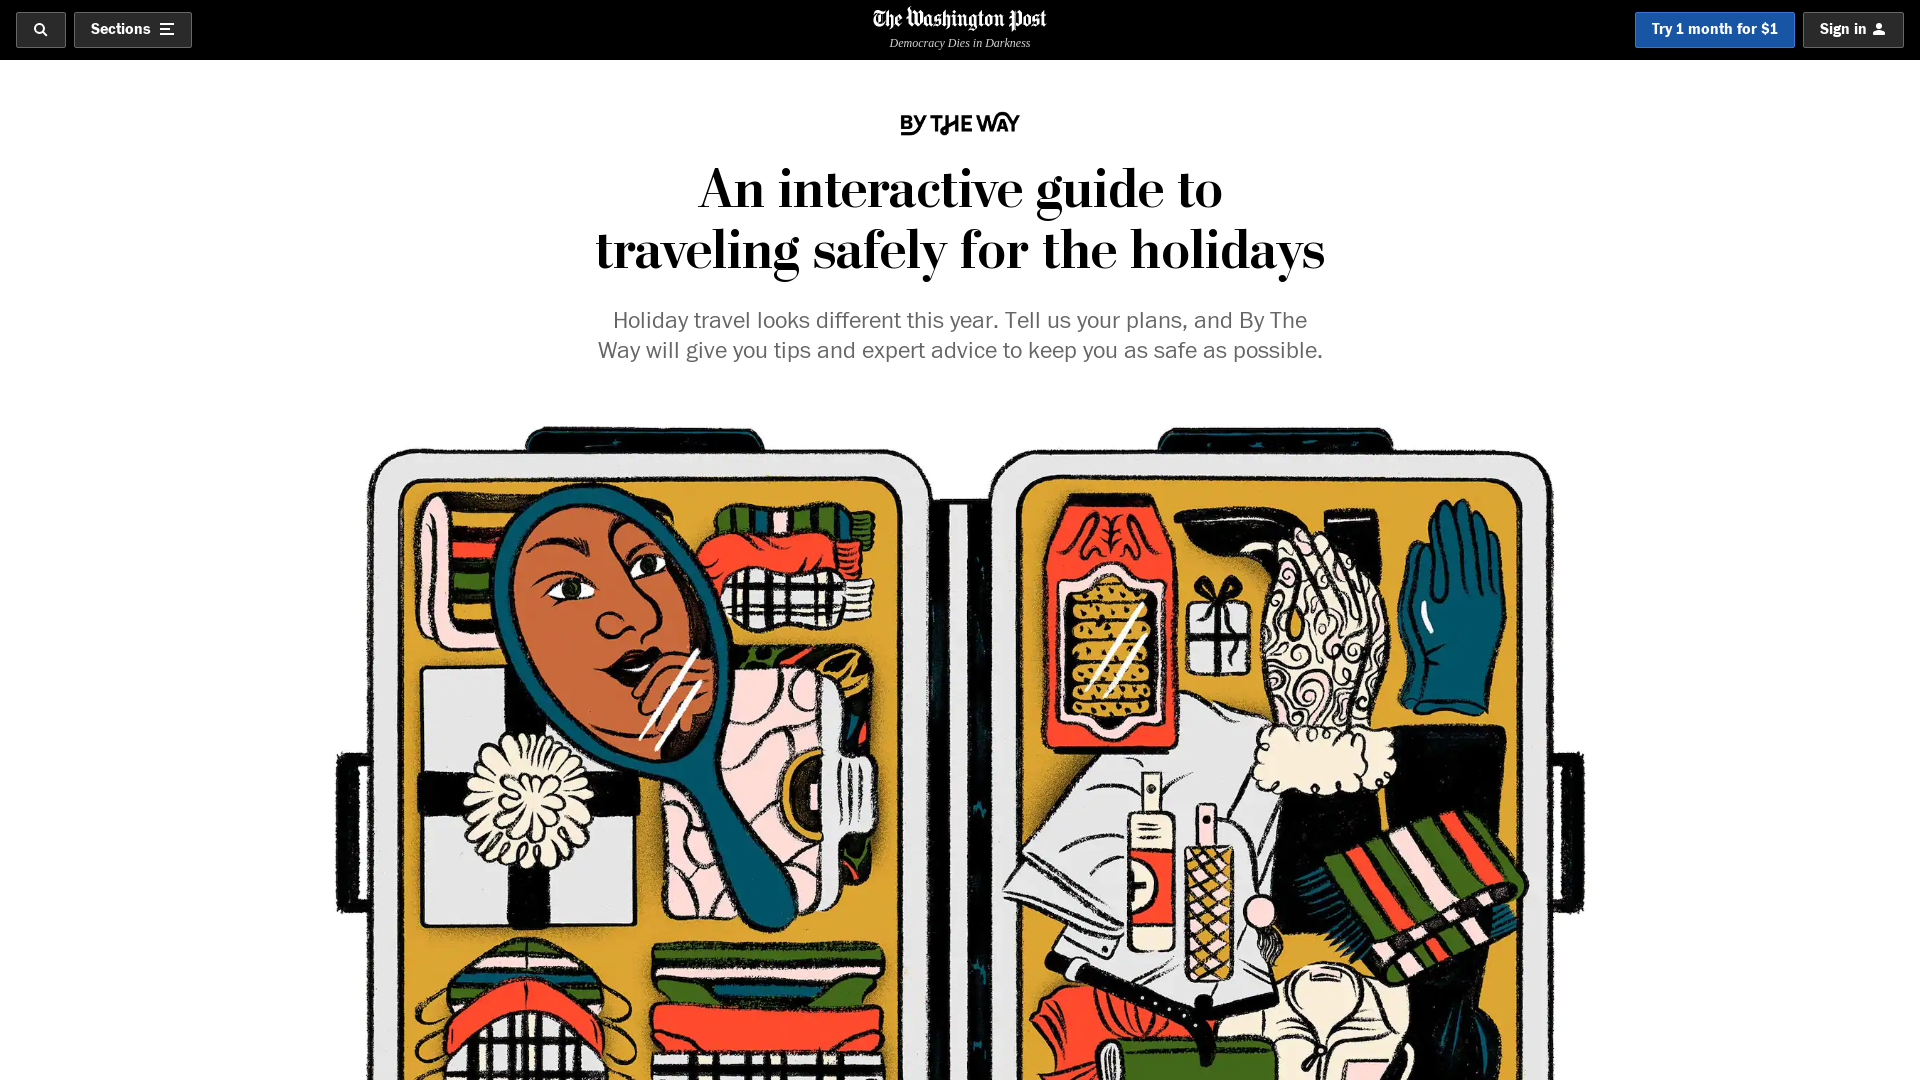 Sections
The Washington Post
Democracy Dies in Darkness
Try 1 month for $1
Sign in
BY THE WAY
An interactive guide to
traveling safely for the holidays
Holiday travel looks different this year. Tell us your plans, and By The
Way will give you tips and expert advice to keep you as safe as possible.